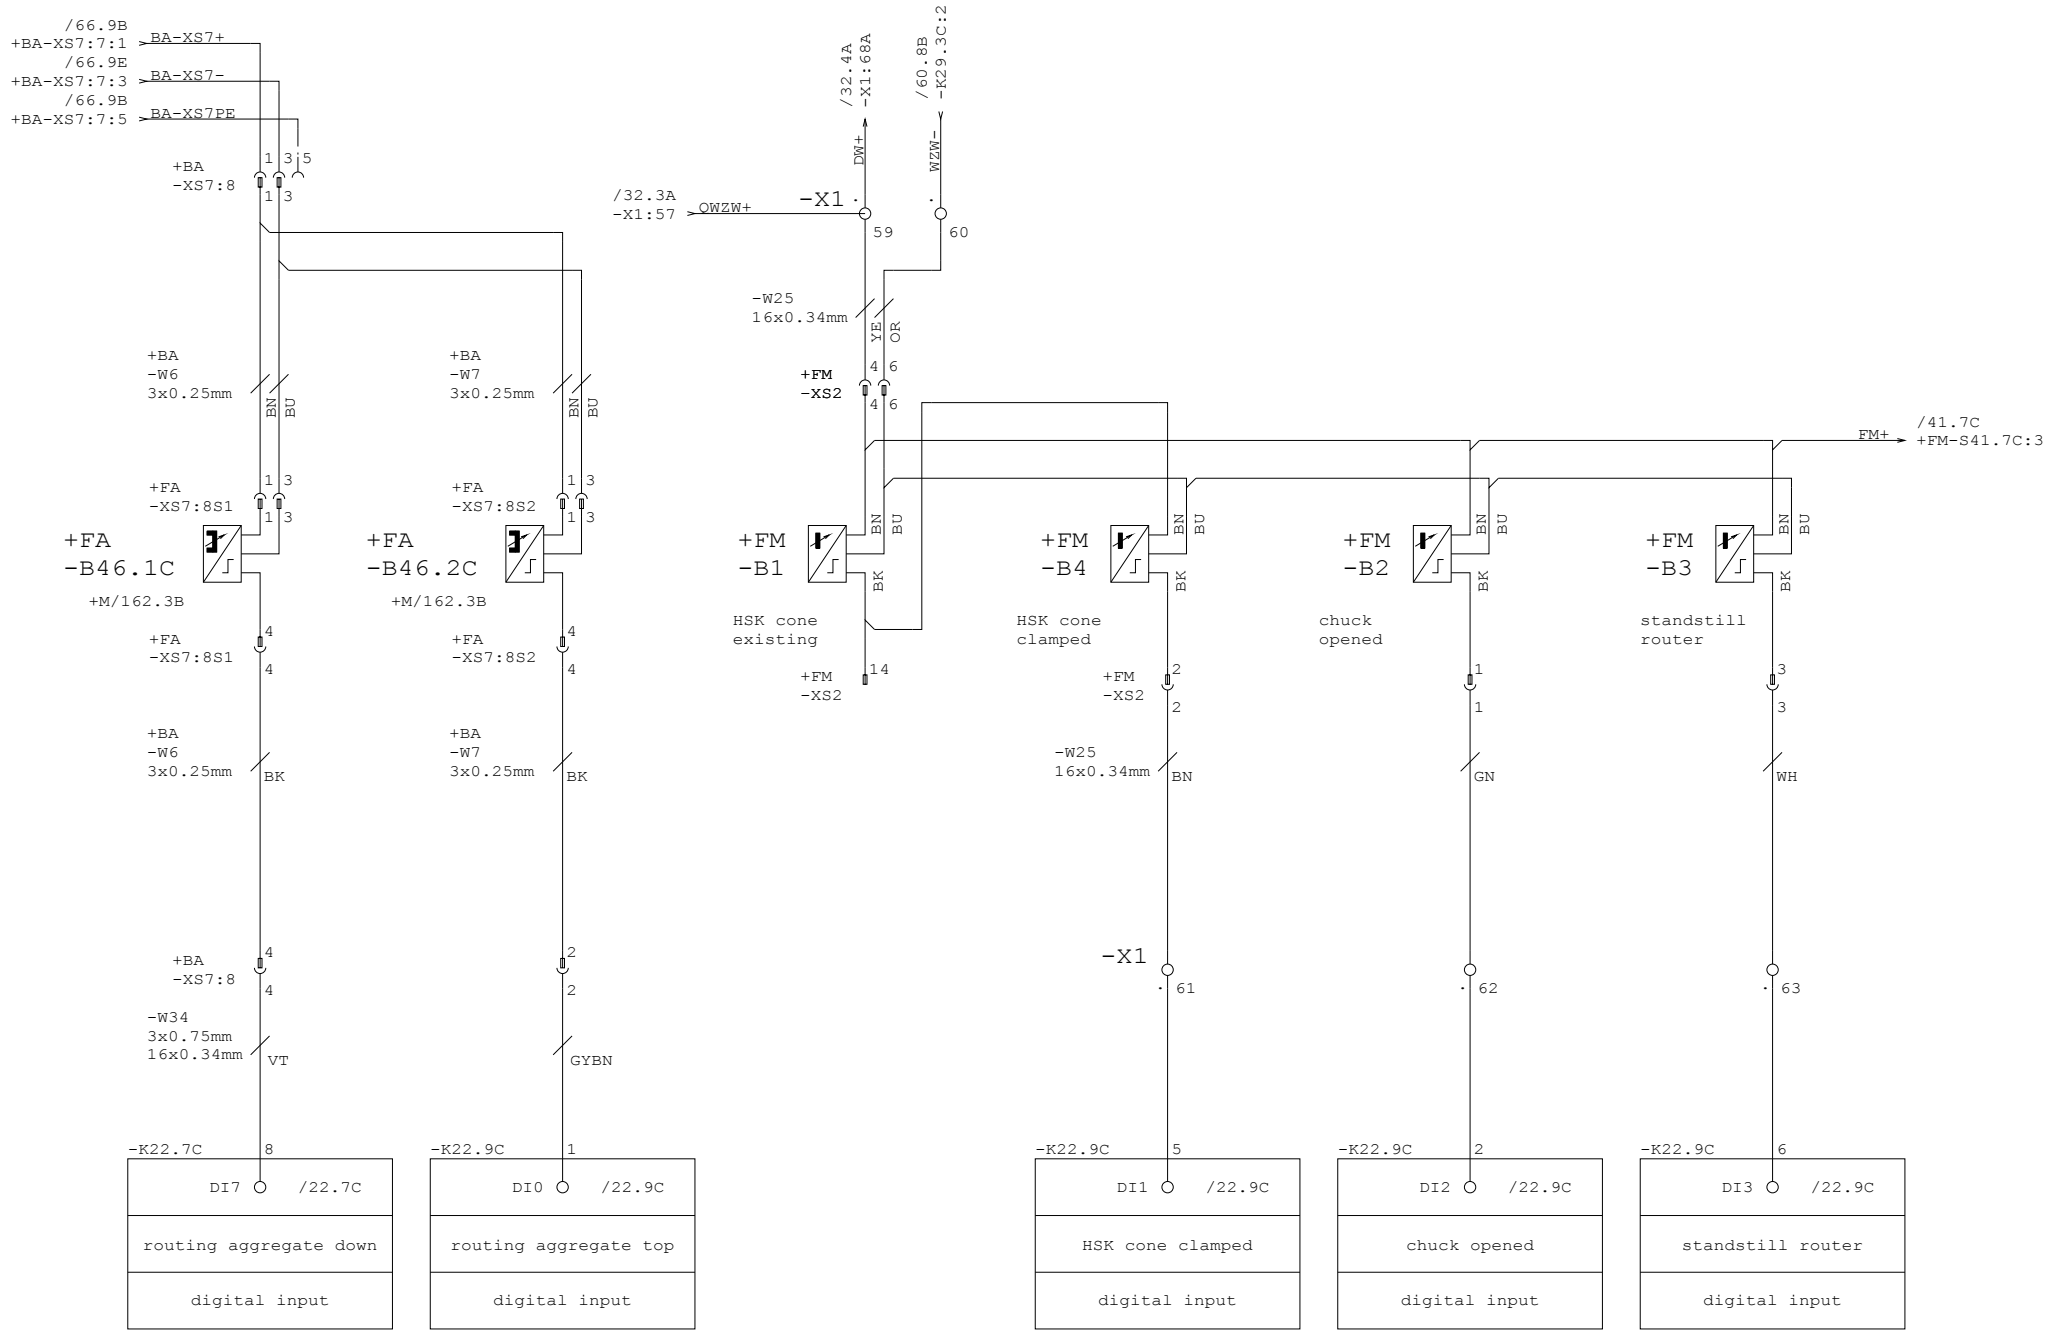 /66.9B
+BA-XS7:7:1
BA-XS7+
/66.9E
+BA-XS7:7:3
BA-XS7-
/66.9B
+BA-XS7:7:5
BA-XS7PE
+BA
-XS7:8
1 3 5
1 3
/32.4A
-X1:68A
DW+
/60.8B
-K29.3C:2
WZW-
/32.3A
-X1:57
OWZW+
-X1
59
60
-W25
16x0.34mm
YE
OR
+BA
-W6
3x0.25mm
BN
BU
+BA
-W7
3x0.25mm
BN
BU
+FM
-XS2
4 6
4 6
FM+
/41.7C
+FM-S41.7C:3
+FA
-XS7:8S1
1 3
1 3
+FA
-XS7:8S2
1 3
1 3
+FA
-B46.1C
+M/162.3B
+FA
-B46.2C
+M/162.3B
+FM
-B1
BN
BU
BK
HSK cone
existing
+FM
-B4
BN
BU
BK
HSK cone
clamped
+FM
-B2
BN
BU
BK
chuck
opened
+FM
-B3
BN
BU
BK
standstill
router
+FA
-XS7:8S1
4
4
+FA
-XS7:8S2
4
4
+FM
-XS2
14
+FM
-XS2
2
2
1
1
3
3
+BA
-W6
3x0.25mm
BK
+BA
-W7
3x0.25mm
BK
-W25
16x0.34mm
BN
GN
WH
+BA
-XS7:8
4
4
2
2
-X1
61
62
63
-W34
3x0.75mm
16x0.34mm
VT
GYBN
-K22.7C 8
DI7 /22.7C
routing aggregate down
digital input
-K22.9C 1
DI0 /22.9C
routing aggregate top
digital input
-K22.9C 5
DI1 /22.9C
HSK cone clamped
digital input
-K22.9C 2
DI2 /22.9C
chuck opened
digital input
-K22.9C 6
DI3 /22.9C
standstill router
digital input